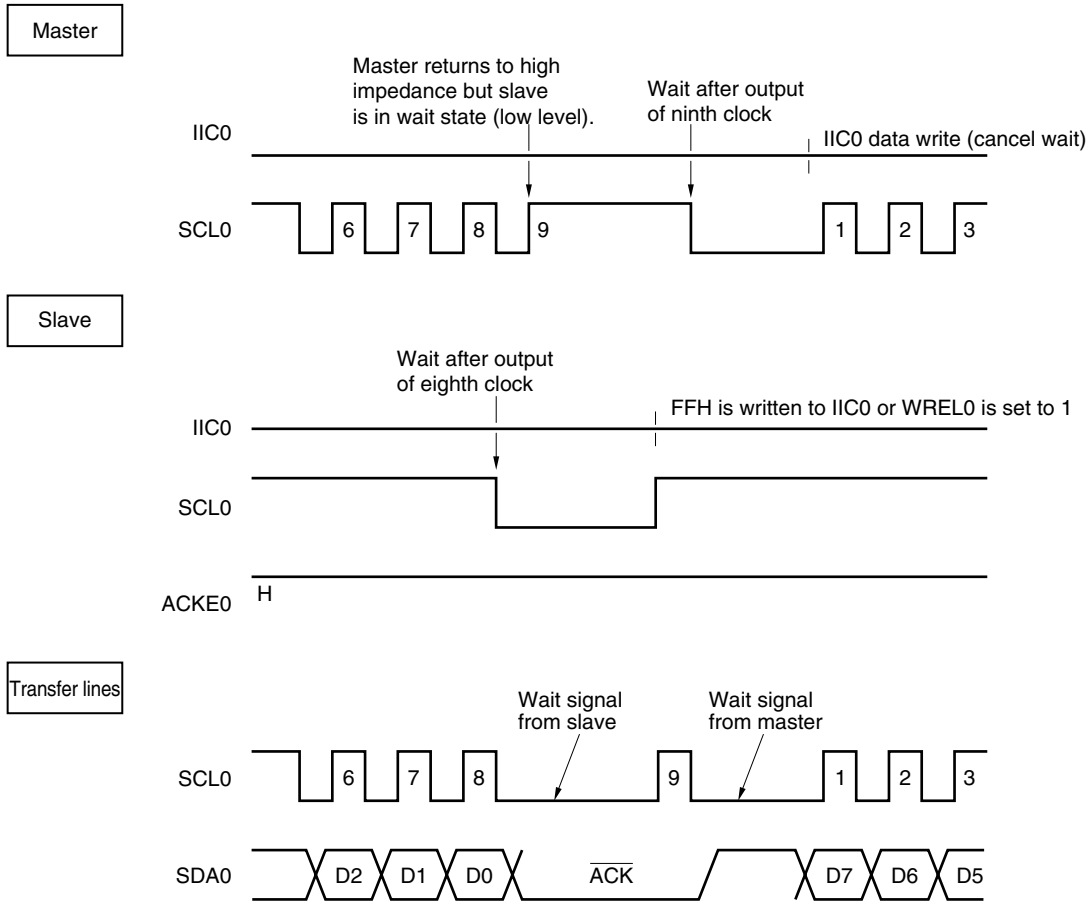 Master
Master returns to high
impedance but slave
is in wait state (low level).
Wait after output
of ninth clock
IIC0
IIC0 data write (cancel wait)
SCL0
6 7 8 9 1 2 3
Slave
Wait after output
of eighth clock
FFH is written to IIC0 or WREL0 is set to 1
IIC0
SCL0
H
ACKE0
Transfer lines
Wait signal
from slave
Wait signal
from master
SCL0
6 7 8 9 1 2 3
SDA0
D2 D1 D0 ACK D7 D6 D5